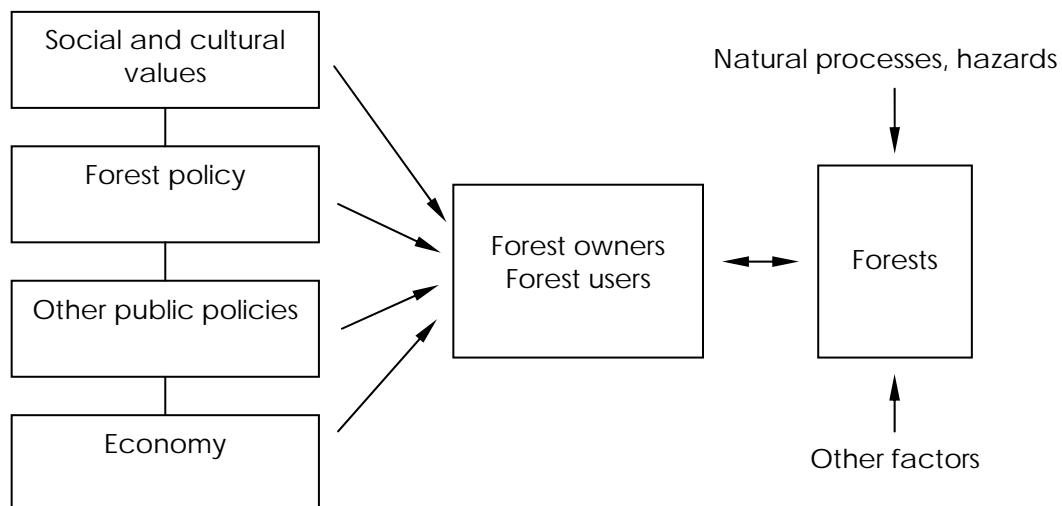 Social and cultural
values
Natural processes, hazards
Forest policy
Forest owners
Forest users
Forests
Other public policies
Economy
Other factors